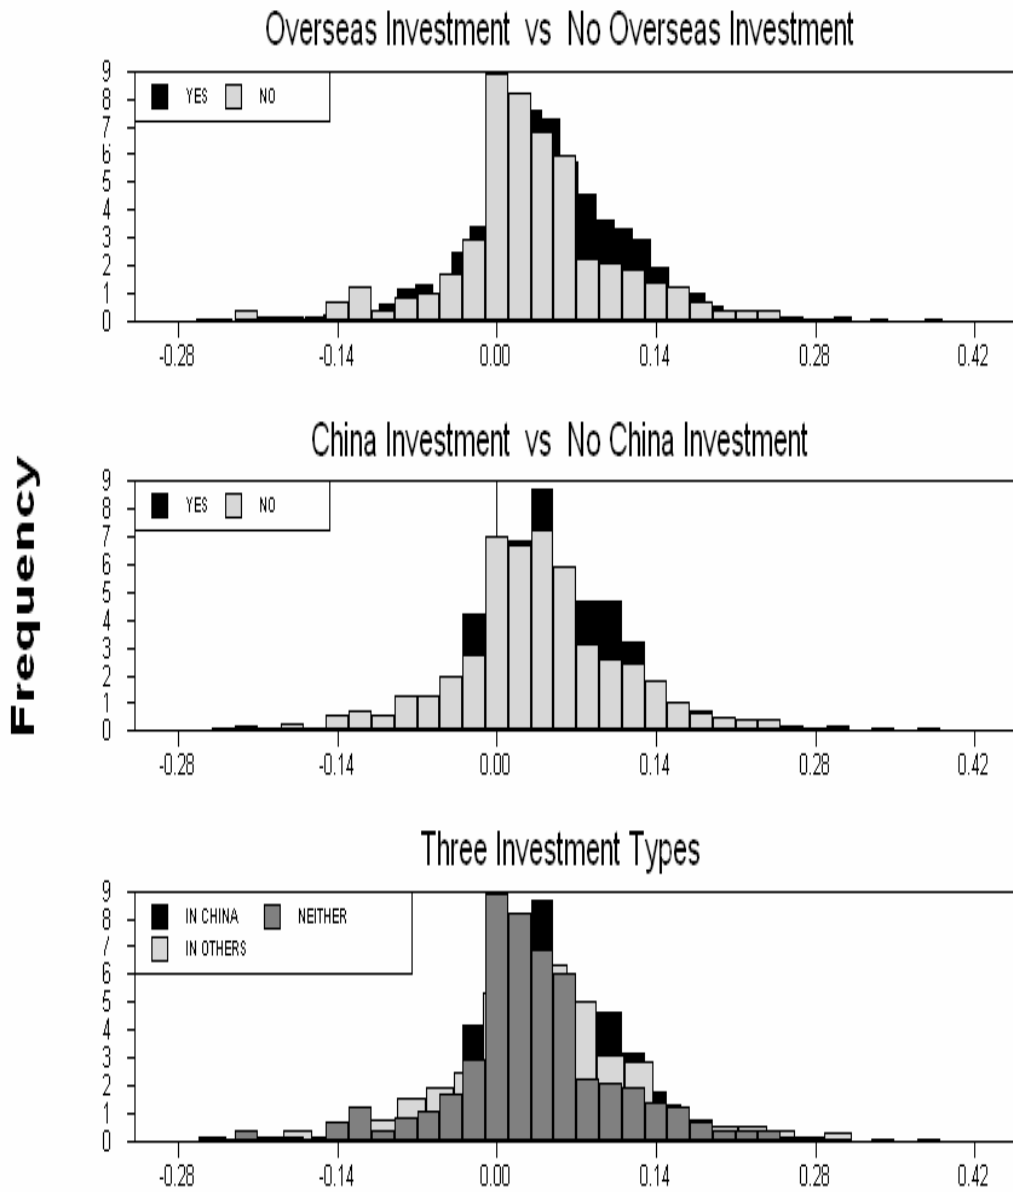 Overseas Investment vs No Overseas Investment
YES NO
9
8
7
6
5
4
3
2
1
0
-0.28 -0.14 0.00 0.14 0.28 0.42
China Investment vs No China Investment
YES NO
9
8
7
6
5
4
3
2
1
0
-0.28 -0.14 0.00 0.14 0.28 0.42
Frequency
Three Investment Types
IN CHINA NEITHER
IN OTHERS
9
8
7
6
5
4
3
2
1
0
-0.28 -0.14 0.00 0.14 0.28 0.42